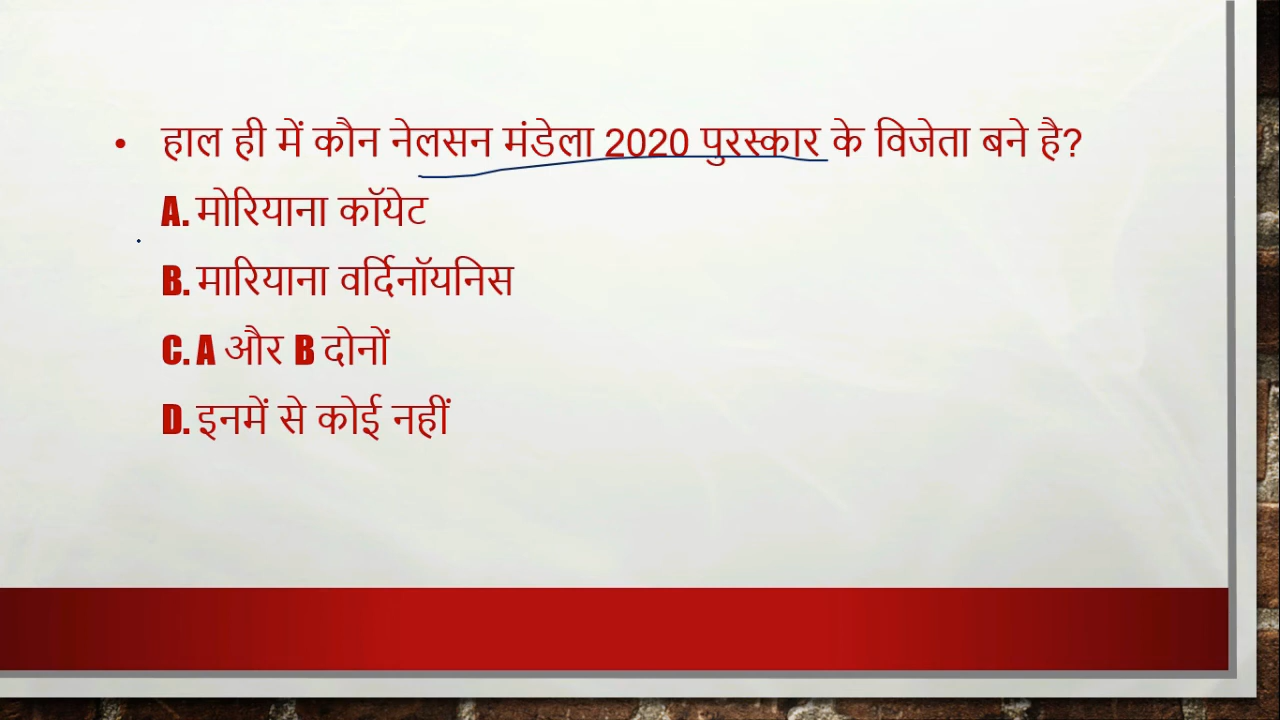 • हाल ही में कौन नेलसन मंडेला 2020 पुरस्कार के विजेता बने है?
A. मोरियाना कॉयेट
B. मारियाना वर्दिनॉयनिस
C. A और B दोनों
D. इनमें से कोई नहीं